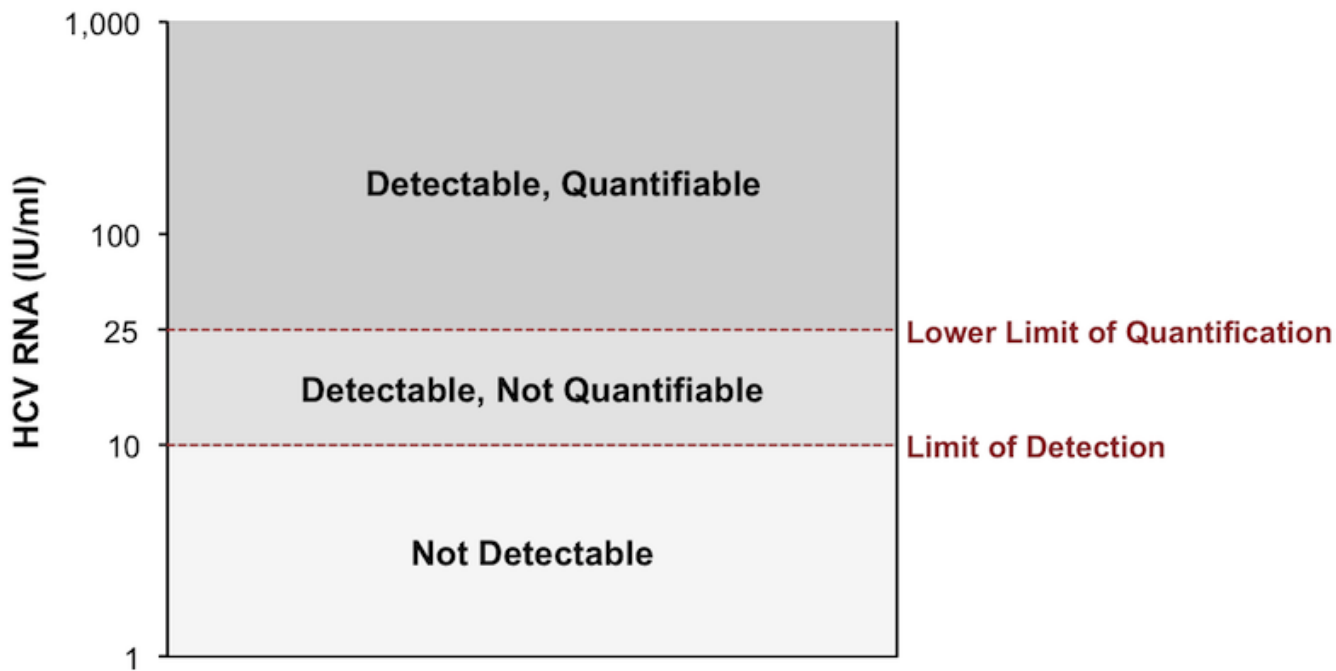 1,000
Detectable, Quantifiable
HCV RNA (IU/ml)
100
25
Lower Limit of Quantification
Detectable, Not Quantifiable
10
Limit of Detection
Not Detectable
1